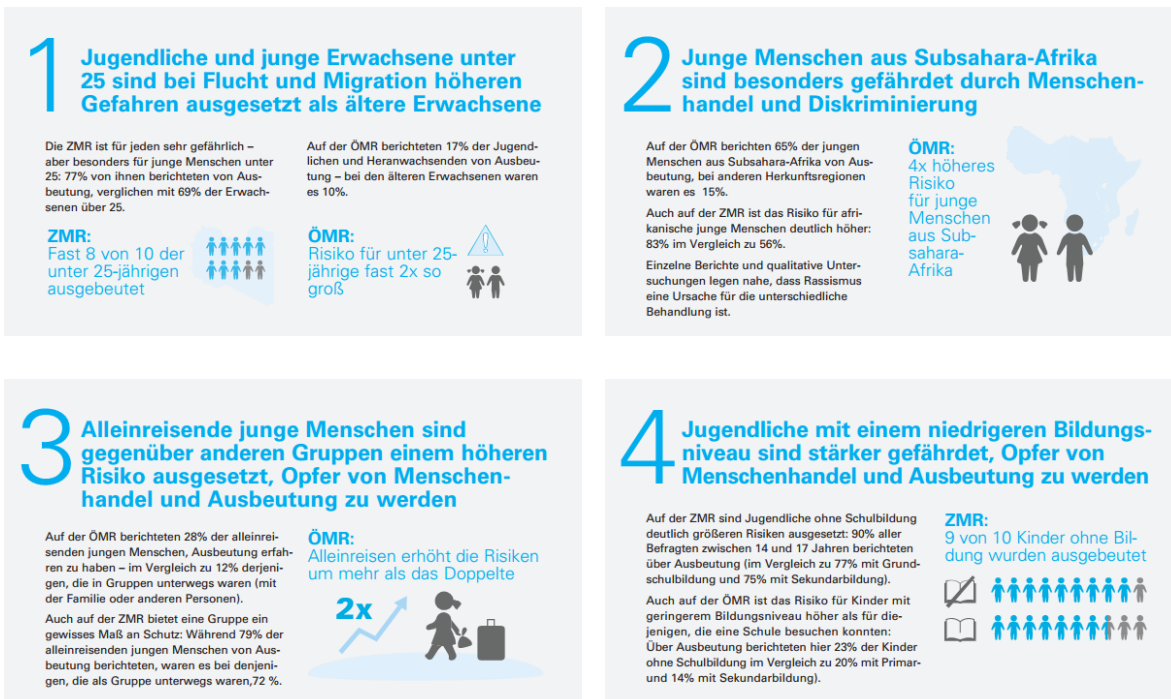 1
Jugendliche und junge Erwachsene unter
25 sind bei Flucht und Migration höheren
Gefahren ausgesetzt als ältere Erwachsene
Die ZMR ist für jeden sehr gefährlich –
aber besonders für junge Menschen unter
25: 77% von ihnen berichteten von Aus-
beutung, verglichen mit 69% der Erwach-
senen über 25.
ZMR:
Fast 8 von 10 der
unter 25-jährigen
ausgebeutet
Auf der ÖMR berichteten 17% der Jugend-
lichen und Heranwachsenden von Ausbeu-
tung – bei den älteren Erwachsenen waren
es 10%.
ÖMR:
Risiko für unter 25-
jährige fast 2x so
groß
2
Junge Menschen aus Subsahara-Afrika
sind besonders gefährdet durch Menschen-
handel und Diskriminierung
Auf der ÖMR berichten 65% der jungen
Menschen aus Subsahara-Afrika von Aus-
beutung, bei anderen Herkunftsregionen
waren es 15%.
Auch auf der ZMR ist das Risiko für afri-
kanische junge Menschen deutlich höher:
83% im Vergleich zu 56%.
Einzelne Berichte und qualitative Unter-
suchungen legen nahe, dass Rassismus
eine Ursache für die unterschiedliche
Behandlung ist.
ÖMR:
4x höheres
Risiko
für junge
Menschen
aus Sub-
sahara-
Afrika
3
Alleinreisende junge Menschen sind
gegenüber anderen Gruppen einem höheren
Risiko ausgesetzt, Opfer von Menschen-
handel und Ausbeutung zu werden
Auf der ÖMR berichteten 28% der alleinrei-
senden jungen Menschen, Ausbeutung erfah-
ren zu haben – im Vergleich zu 12% derjeni-
gen, die in Gruppen unterwegs waren (mit
der Familie oder anderen Personen).
Auch auf der ZMR bietet eine Gruppe ein
gewisses Maß an Schutz: Während 79% der
alleinreisenden jungen Menschen von Aus-
beutung berichteten, waren es bei denjeni-
gen, die als Gruppe unterwegs waren,72 %.
ÖMR:
Alleinreisen erhöht die Risiken
um mehr als das Doppelte
2x
4
Jugendliche mit einem niedrigeren Bildungs-
niveau sind stärker gefährdet, Opfer von
Menschenhandel und Ausbeutung zu werden
Auf der ZMR sind Jugendliche ohne Schulbildung
deutlich größeren Risiken ausgesetzt: 90% aller
Befragten zwischen 14 und 17 Jahren berichteten
über Ausbeutung (im Vergleich zu 77% mit Grund-
schulbildung und 75% mit Sekundarbildung).
Auch auf der ÖMR ist das Risiko für Kinder mit
geringerem Bildungsniveau höher als für die-
jenigen, die eine Schule besuchen konnten:
Über Ausbeutung berichteten hier 23% der Kinder
ohne Schulbildung im Vergleich zu 20% mit Primar-
und 14% mit Sekundarbildung).
ZMR:
9 von 10 Kinder ohne Bil-
dung wurden ausgebeutet